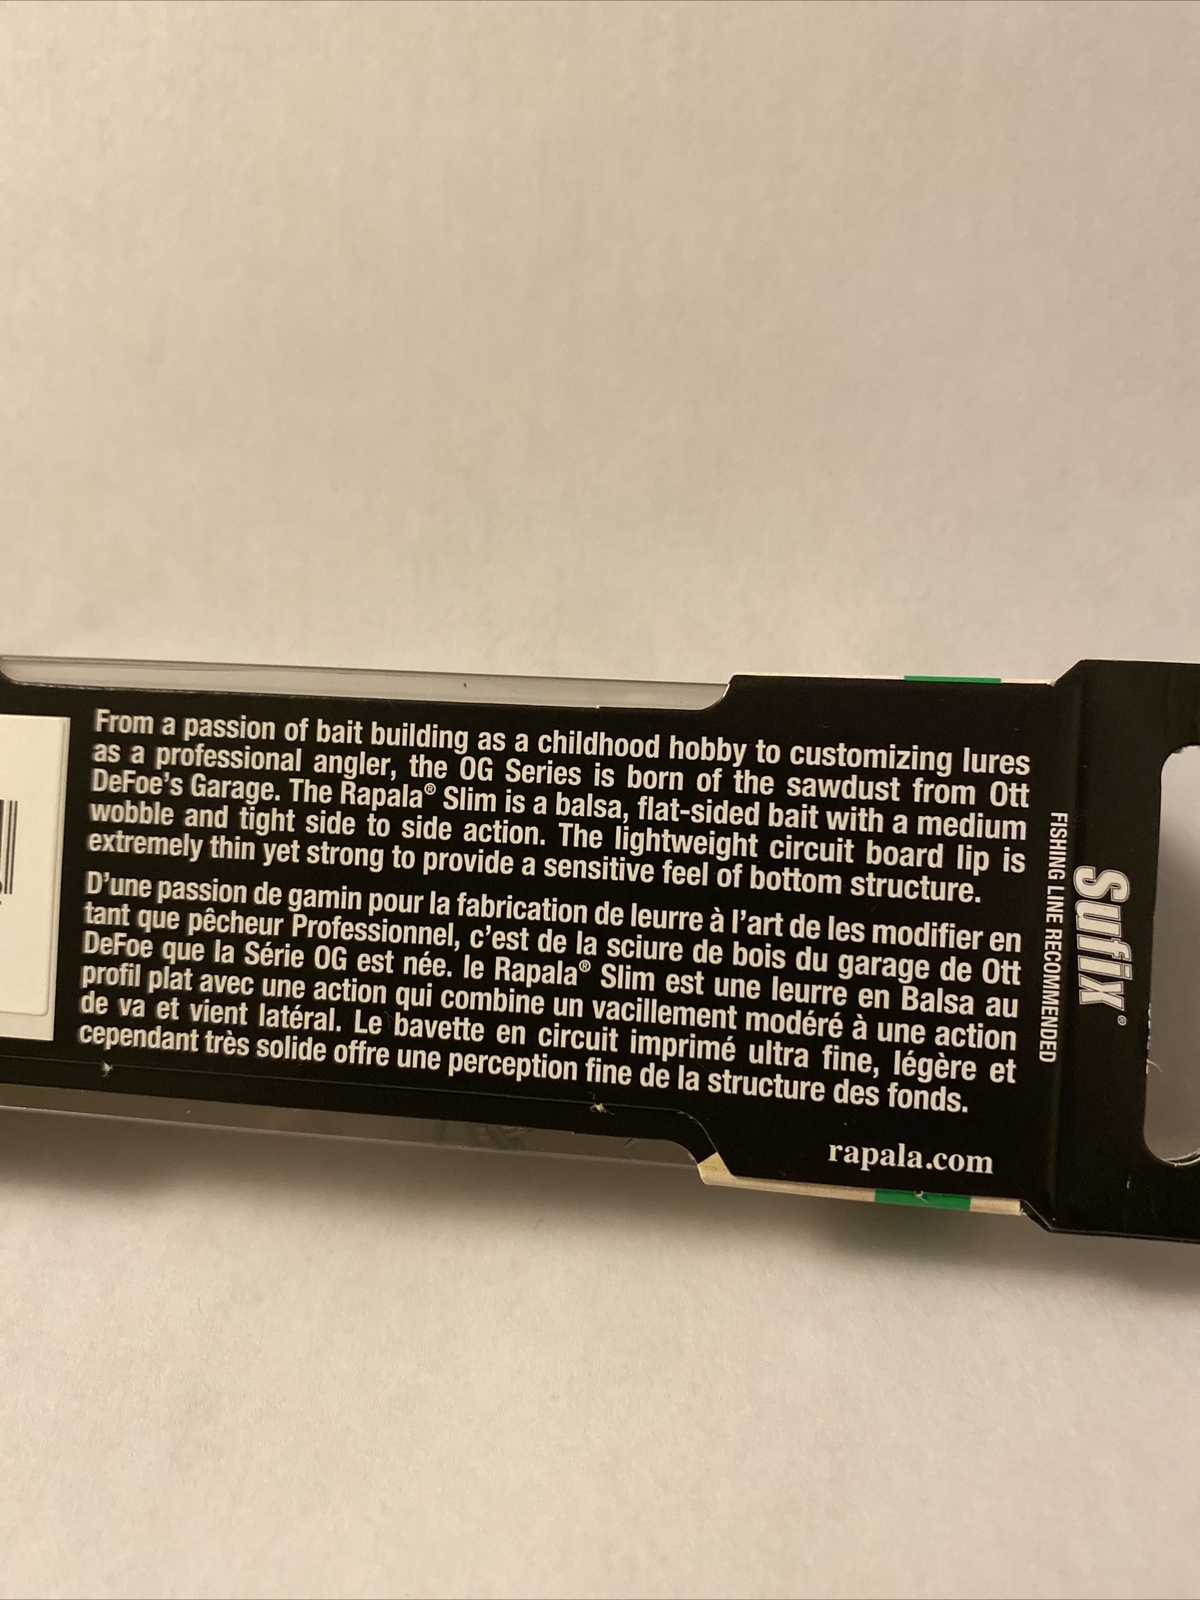 From a passion of bait building as a childhood hobby to customizing lures
as a professional angler, the OG Series is born of the sawdust from Ott
DeFoe's Garage. The Rapala® Slim is a balsa, flat-sided bait with a medium
wobble and tight side to side action. The lightweight circuit board lip is
extremely thin yet strong to provide a sensitive feel of bottom structure.
D'une passion de gamin pour la fabrication de leurre à l'art de les modifier en
tant que pêcheur Professionnel, c'est de la sciure de bois du garage de Ott
DeFoe que la Série OG est née. le Rapala® Slim est une leurre en Balsa au
profil plat avec une action qui combine un vacillement modéré à une action
de va et vient latéral. Le bavette en circuit imprimé ultra fine, légère et
cependant très solide offre une perception fine de la structure des fonds.
rapala.com
Sufix®
FISHING LINE RECOMMENDED